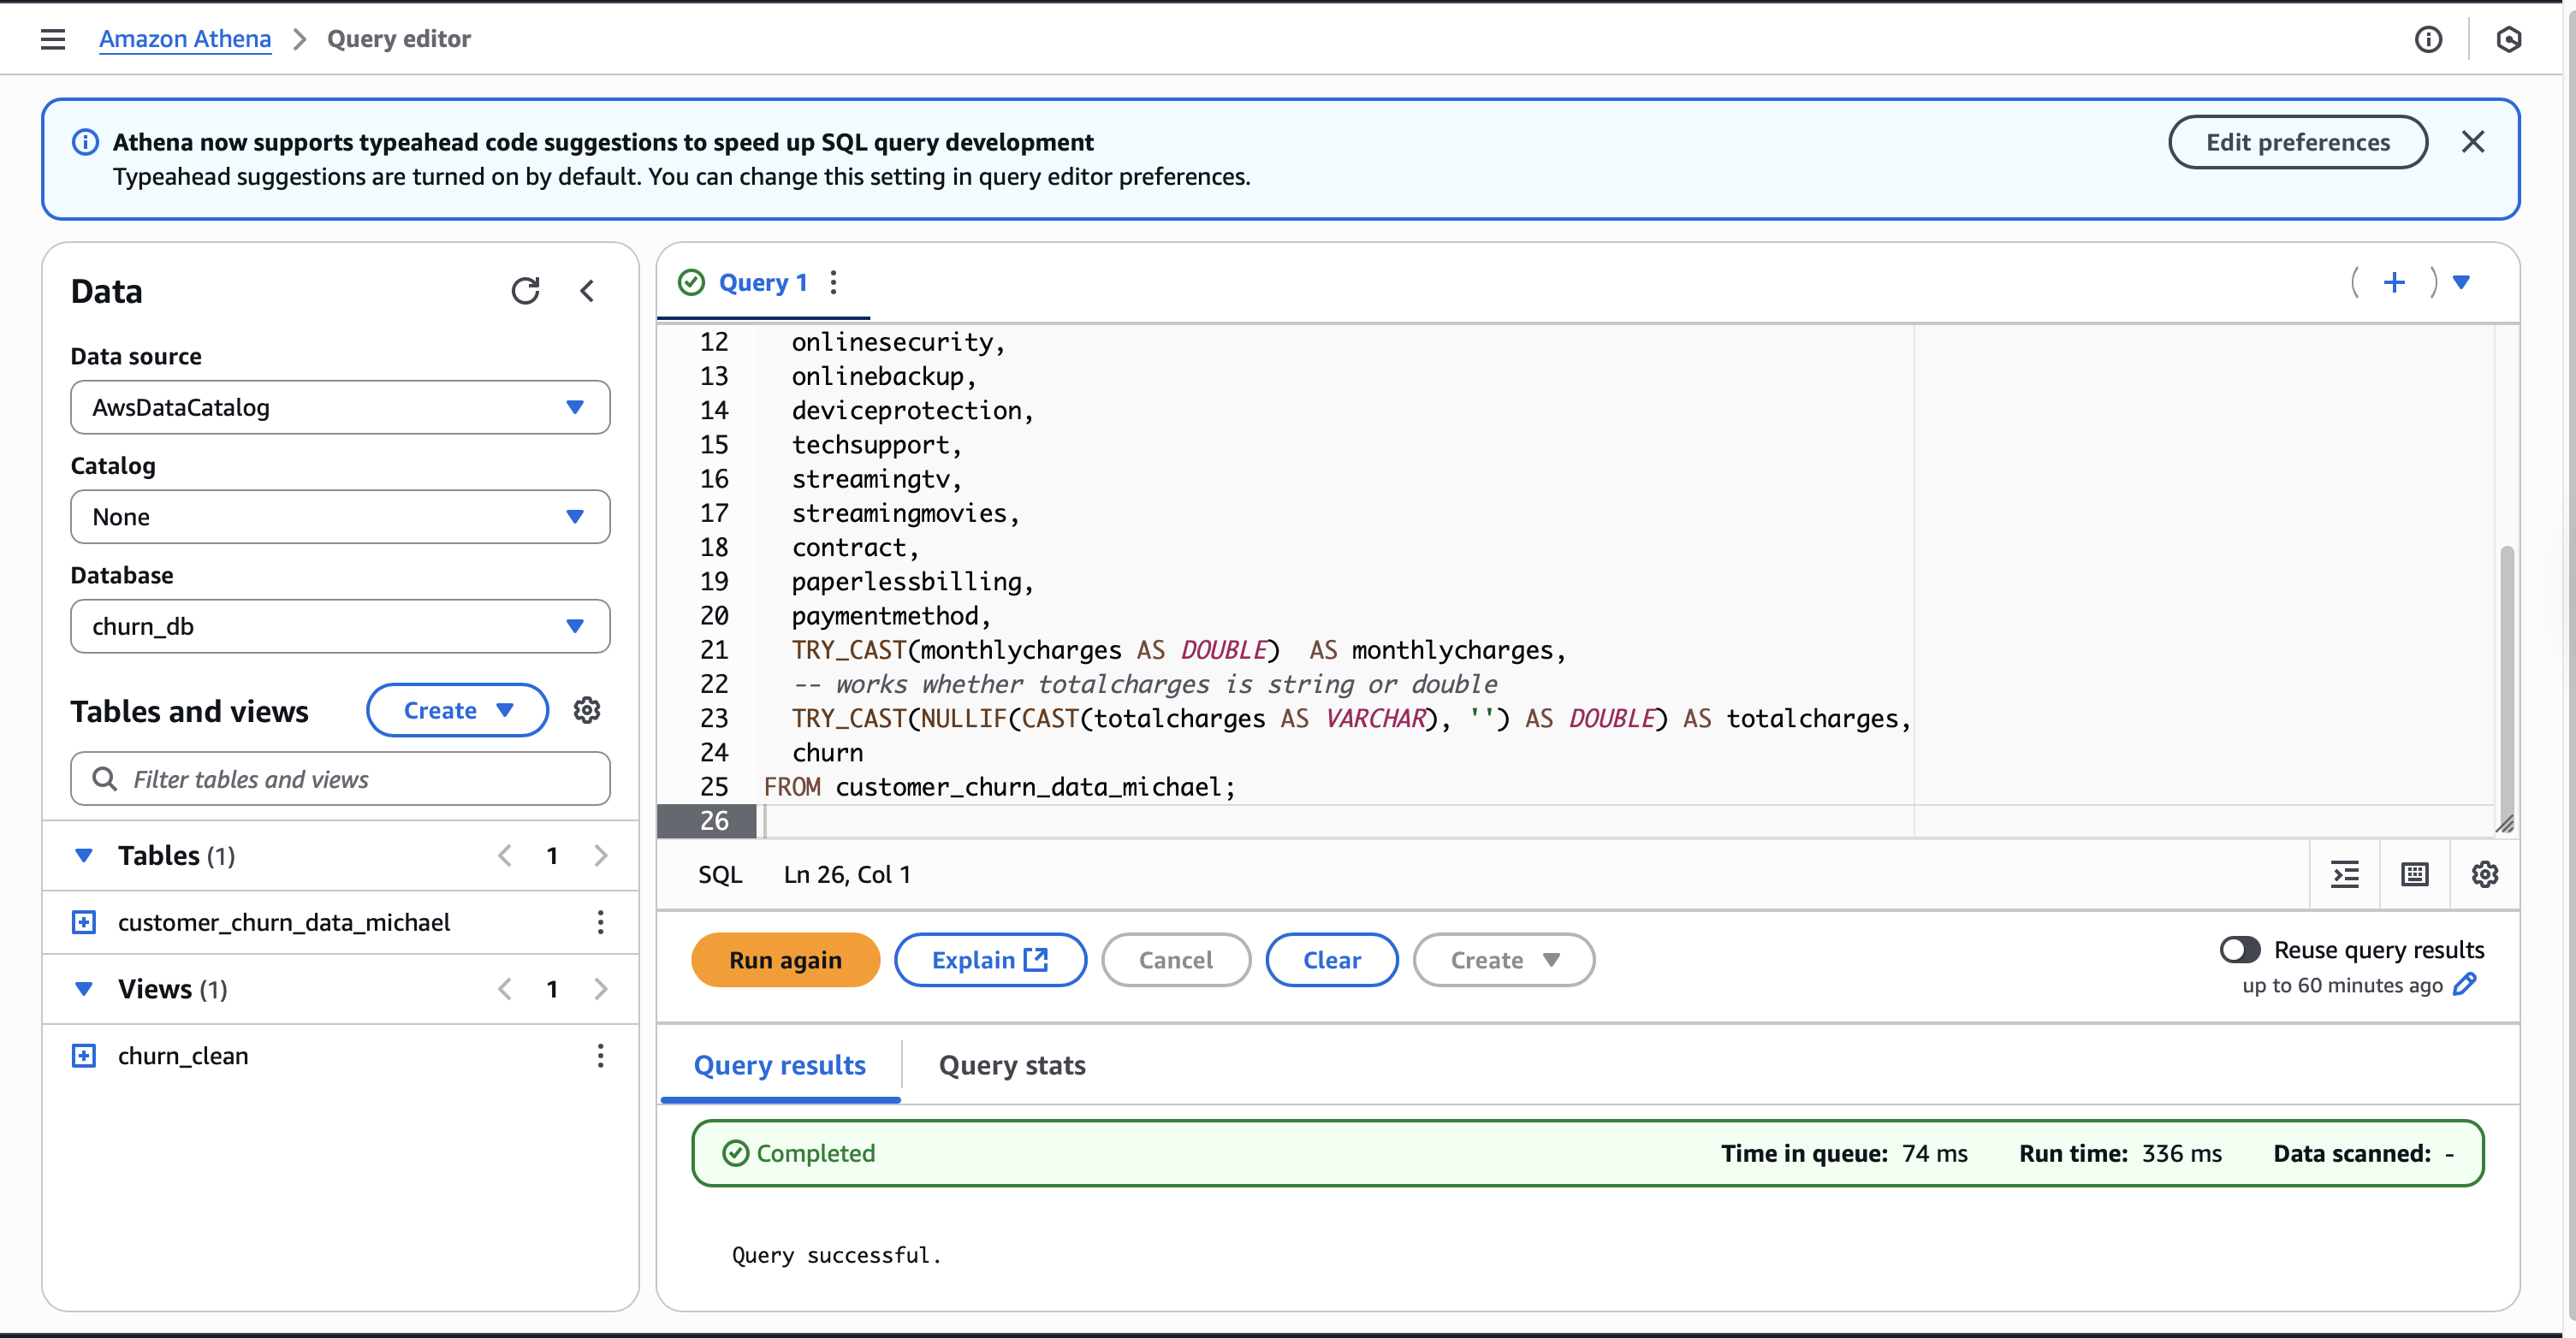 Amazon Athena > Query editor
Athena now supports typeahead code suggestions to speed up SQL query development
Typeahead suggestions are turned on by default. You can change this setting in query editor preferences.
Edit preferences
Data
Data source
AwsDataCatalog
Catalog
None
Database
churn_db
Tables and views
Create
Filter tables and views
Tables (1)
1
customer_churn_data_michael
Views (1)
1
churn_clean
Query 1
12 onlinesecurity,
13 onlinebackup,
14 deviceprotection,
15 techsupport,
16 streamingtv,
17 streamingmovies,
18 contract,
19 paperlessbilling,
20 paymentmethod,
21 TRY_CAST(monthlycharges AS DOUBLE)  AS monthlycharges,
22 -- works whether totalcharges is string or double
23 TRY_CAST(NULLIF(CAST(totalcharges AS VARCHAR), '') AS DOUBLE) AS totalcharges,
24 churn
25 FROM customer_churn_data_michael;
26
SQL Ln 26, Col 1
Run again
Explain
Cancel
Clear
Create
Reuse query results
up to 60 minutes ago
Query results
Query stats
Completed
Time in queue: 74 ms
Run time: 336 ms
Data scanned: -
Query successful.